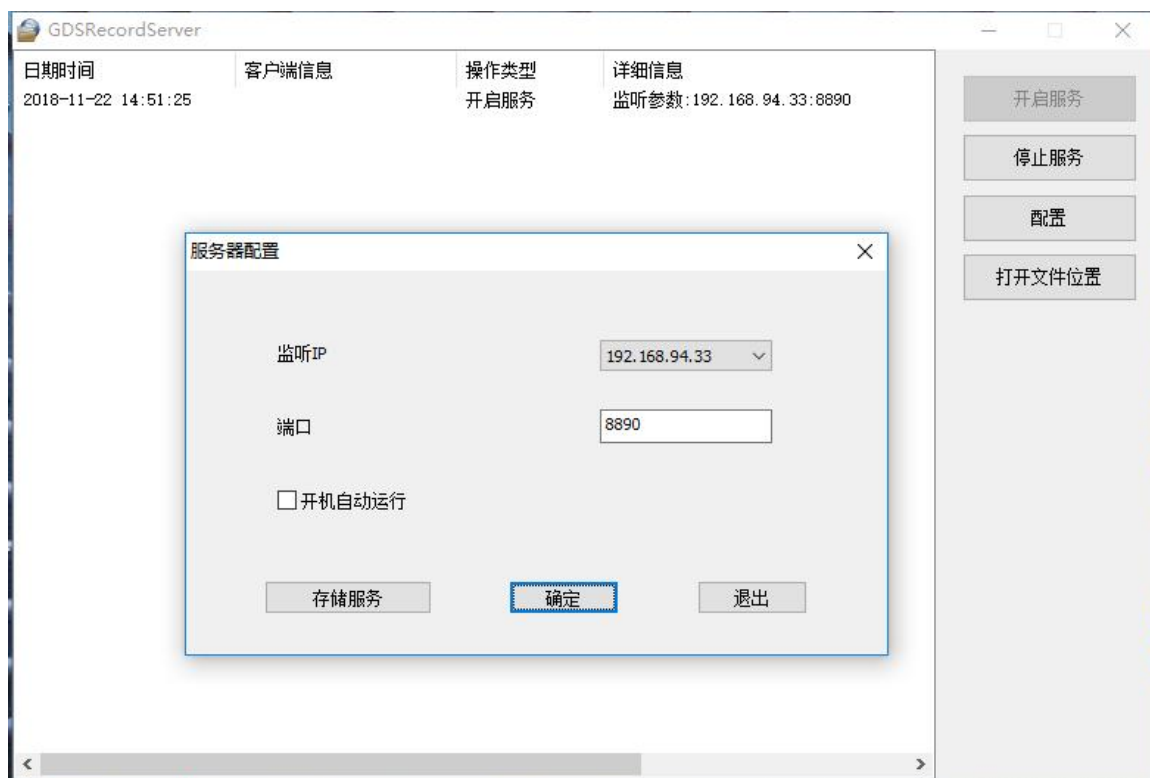 GDSRecordServer
日期时间 客户端信息 操作类型 详细信息
2018-11-22 14:51:25 开启服务 监听参数:192.168.94.33:8890
开启服务
停止服务
配置
打开文件位置
服务器配置
监听IP 192.168.94.33
端口 8890
开机自动运行
存储服务 确定 退出